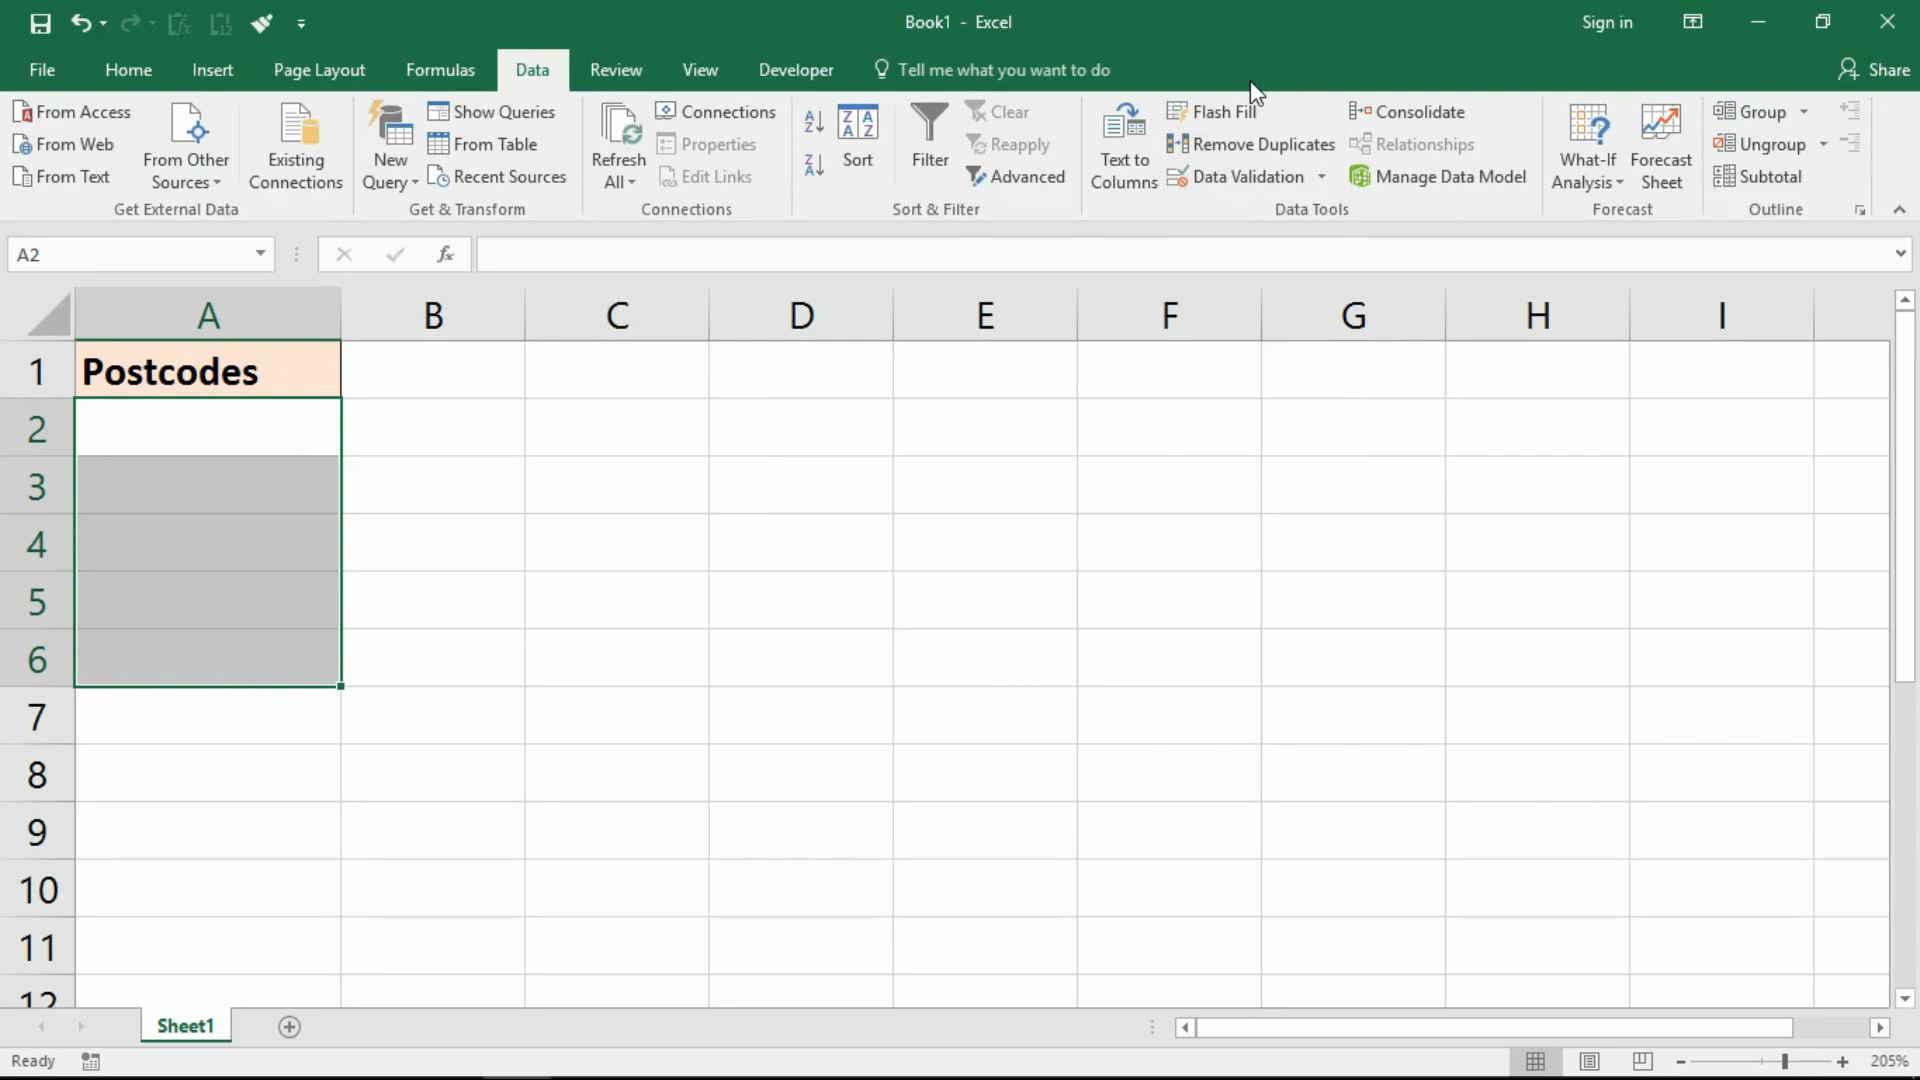 Book1 - Excel
Sign in
File Home Insert Page Layout Formulas Data Review View Developer Tell me what you want to do Share
From Access
From Web
From Text
From Other
Sources
Existing
Connections
Get External Data
New
Query
Show Queries
From Table
Recent Sources
Get & Transform
Refresh
All
Connections
Properties
Edit Links
Connections
Sort
Filter
Clear
Reapply
Advanced
Sort & Filter
Text to
Columns
Flash Fill
Remove Duplicates
Data Validation
Consolidate
Relationships
Manage Data Model
Data Tools
What-If
Analysis
Forecast
Sheet
Forecast
Group
Ungroup
Subtotal
Outline
A2
fx
A B C D E F G H I
1 Postcodes
2
3
4
5
6
7
8
9
10
11
12
Sheet1
Ready
205%